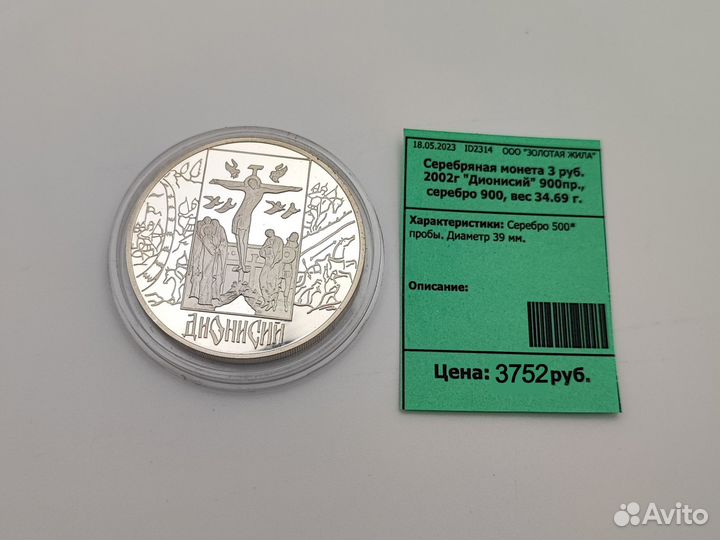 ДИОНИСИЙ
18.05.2023 ID2314 ООО "ЗОЛОТАЯ ЖИЛА"
Серебряная монета 3 руб.
2002г "Дионисий" 900пр.,
серебро 900, вес 34.69 г.
Характеристики: Серебро 500*
пробы. Диаметр 39 мм.
Описание:
Цена: 3752руб.
Avito